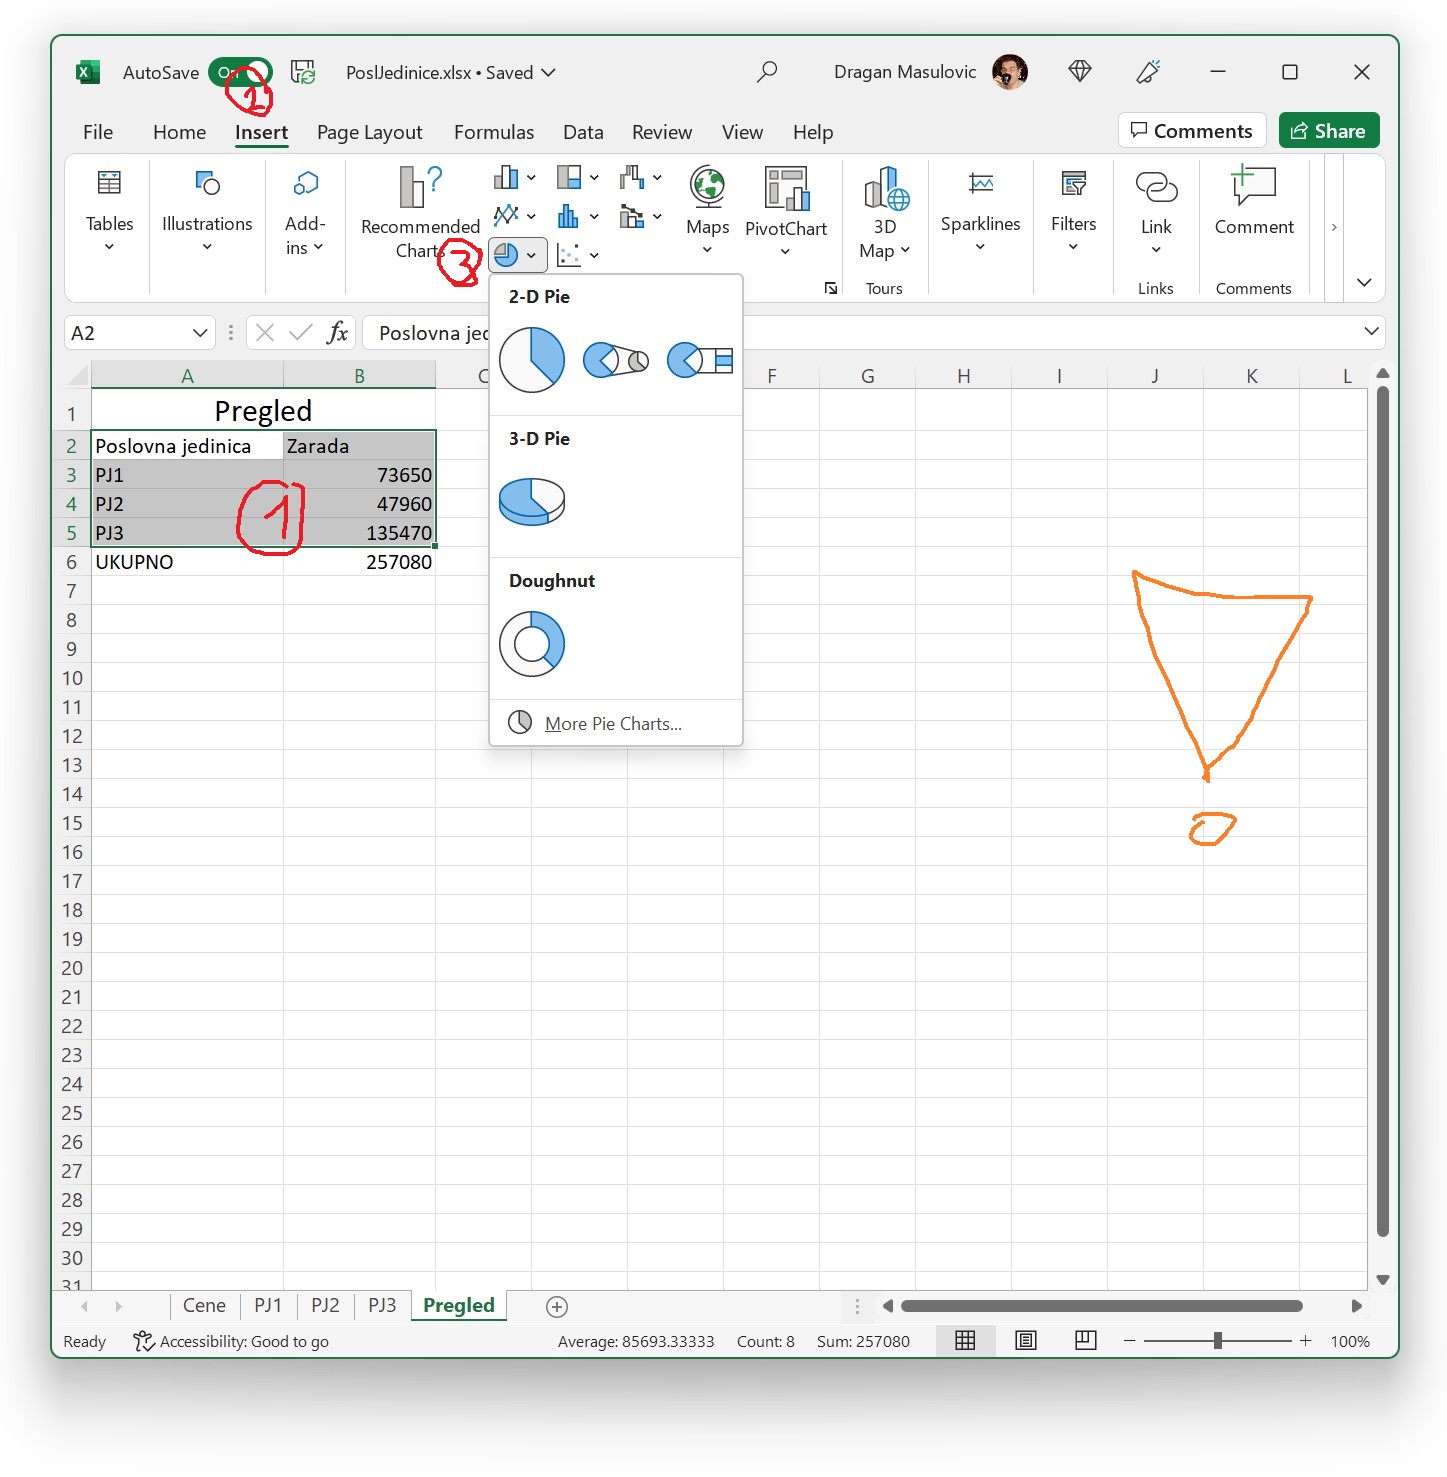 AutoSave On PoslJedinice.xlsx • Saved Dragan Masulovic
2
File Home Insert Page Layout Formulas Data Review View Help Comments Share
Tables Illustrations Add-ins Recommended Charts Maps PivotChart 3D Map Sparklines Filters Link Comment
3
Tours Links Comments
A2 fx Poslovna jed
2-D Pie
3-D Pie
Doughnut
More Pie Charts...
A B C F G H I J K L
1 Pregled
2 Poslovna jedinica Zarada
3 PJ1 73650
4 PJ2 47960
5 PJ3 135470
1
6 UKUPNO 257080
7
8
9
10
11
12
13
14
15
16
17
18
19
20
21
22
23
24
25
26
27
28
29
30
31
Cene PJ1 PJ2 PJ3 Pregled
Ready Accessibility: Good to go Average: 85693.33333 Count: 8 Sum: 257080 100%